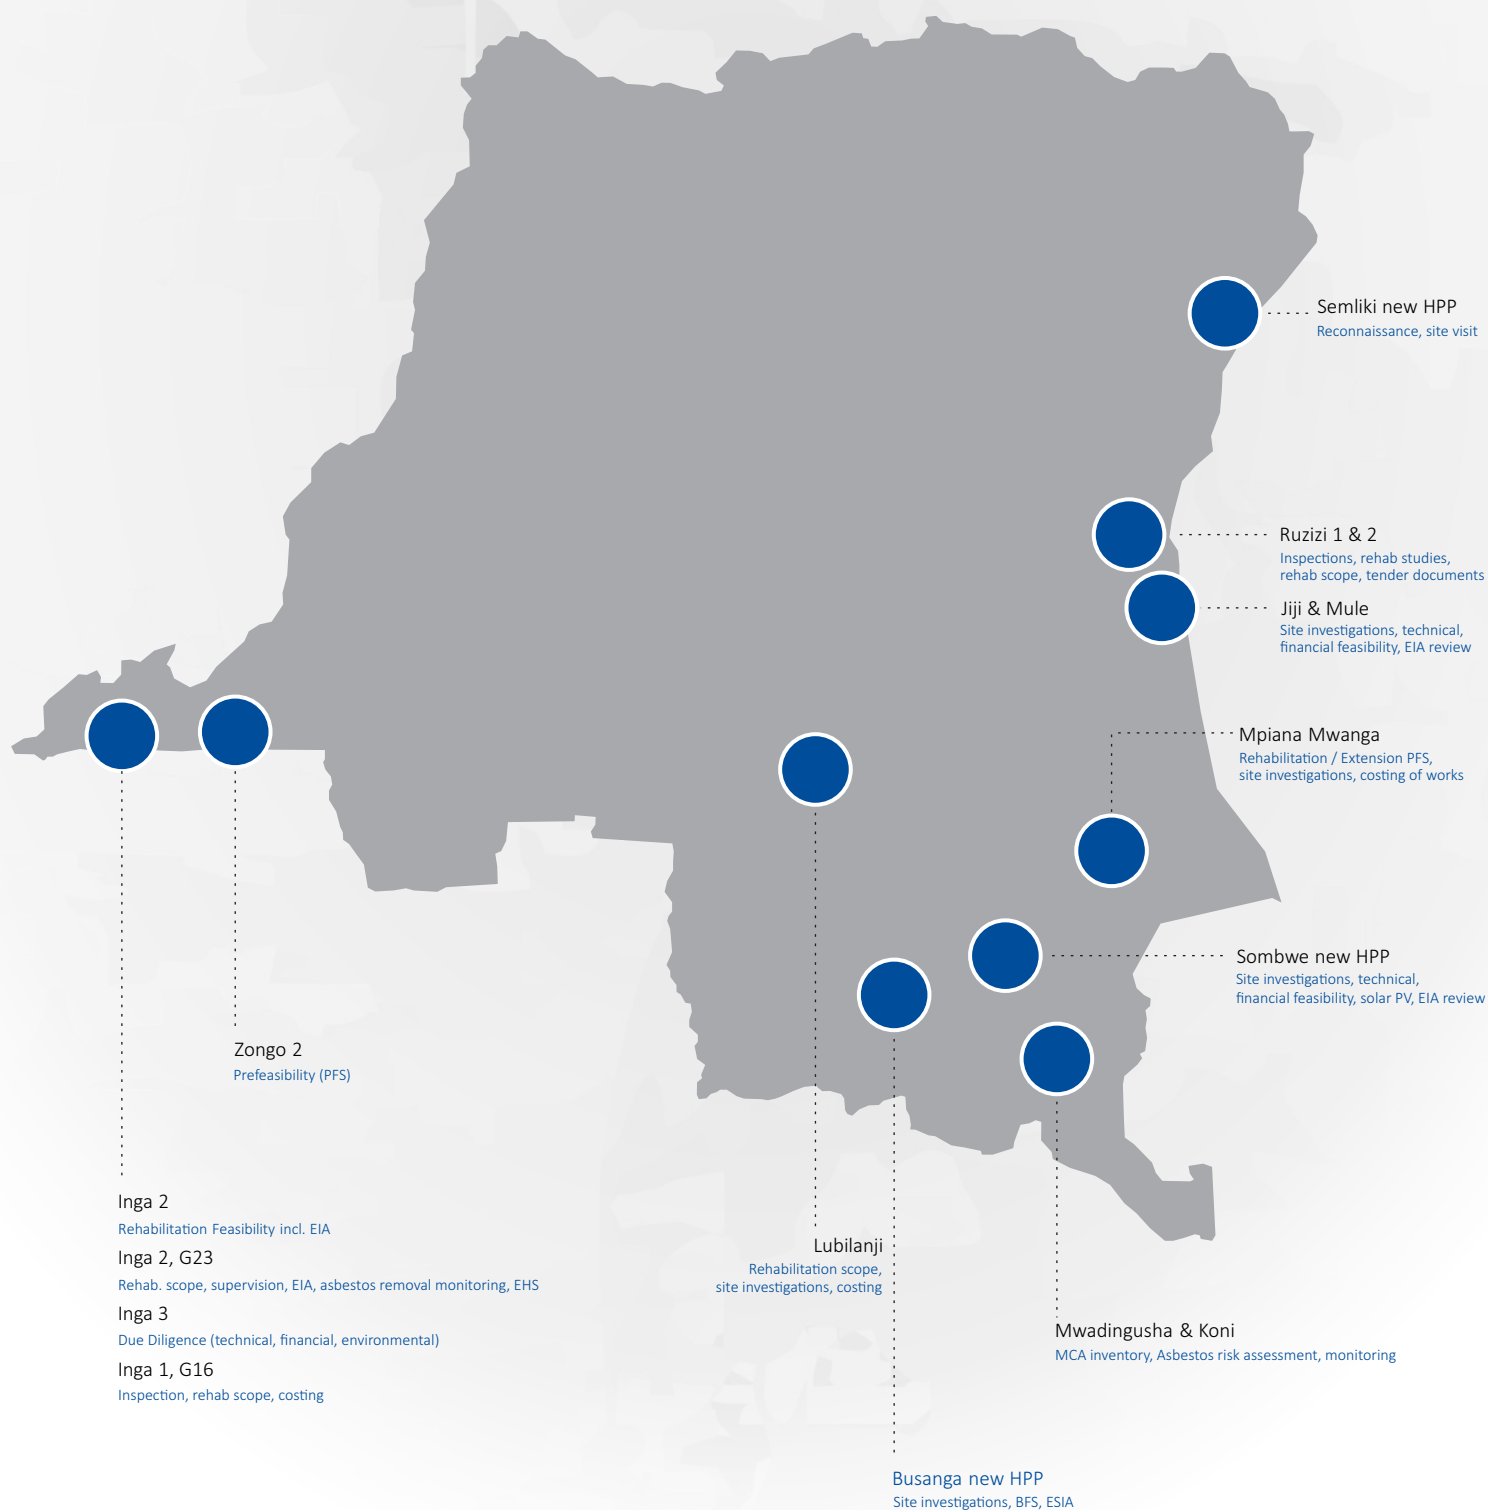 Semliki new HPP
Reconnaissance, site visit
Ruzizi 1 & 2
Inspections, rehab studies,
rehab scope, tender documents
Jiji & Mule
Site investigations, technical,
financial feasibility, EIA review
Mpiana Mwanga
Rehabilitation / Extension PFS,
site investigations, costing of works
Sombwe new HPP
Site investigations, technical,
financial feasibility, solar PV, EIA review
Zongo 2
Prefeasibility (PFS)
Inga 2
Rehabilitation Feasibility incl. EIA
Inga 2, G23
Rehab. scope, supervision, EIA, asbestos removal monitoring, EHS
Inga 3
Due Diligence (technical, financial, environmental)
Inga 1, G16
Inspection, rehab scope, costing
Lubilanji
Rehabilitation scope,
site investigations, costing
Mwadingusha & Koni
MCA inventory, Asbestos risk assessment, monitoring
Busanga new HPP
Site investigations, BFS, ESIA